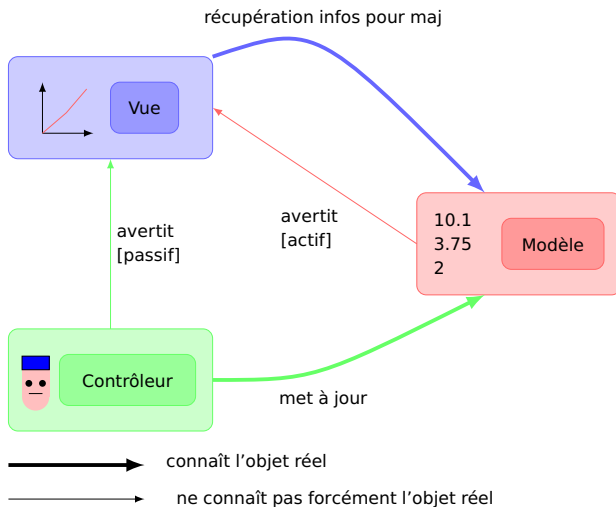 récupération infos pour maj
Vue
avertit
[passif]
avertit
[actif]
10.1
3.75
2
Modèle
Contrôleur
met à jour
connaît l'objet réel
ne connaît pas forcément l'objet réel